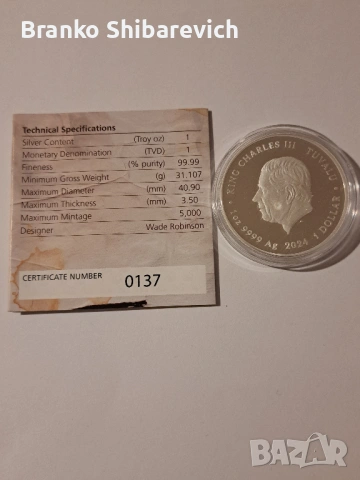 Branko Shibarevich
Technical Specifications
Silver Content (Troy oz) 1
Monetary Denomination (TVD) 1
Fineness (% purity) 99.99
Minimum Gross Weight (g) 31.107
Maximum Diameter (mm) 40.90
Maximum Thickness (mm) 3.50
Maximum Mintage 5,000
Designer Wade Robinson
CERTIFICATE NUMBER 0137
KING CHARLES III TUVALU
1oz 9999 Ag 2024 1 DOLLAR
BAZAR